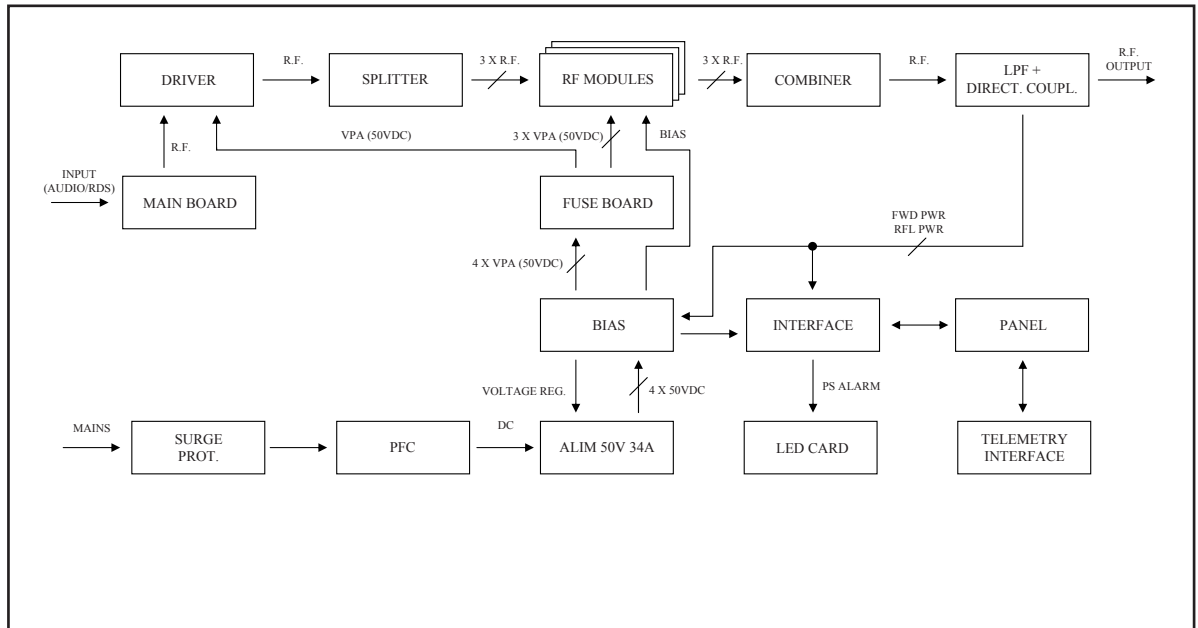 R.F.
3 X R.F.
3 X R.F.
R.F.
R.F.
OUTPUT
DRIVER
SPLITTER
RF MODULES
COMBINER
LPF +
DIRECT. COUPL.
VPA (50VDC)
3 X VPA (50VDC)
BIAS
R.F.
INPUT
(AUDIO/RDS)
MAIN BOARD
FUSE BOARD
FWD PWR
RFL PWR
4 X VPA (50VDC)
BIAS
INTERFACE
PANEL
VOLTAGE REG.
4 X 50VDC
PS ALARM
MAINS
DC
SURGE
PROT.
PFC
ALIM 50V 34A
LED CARD
TELEMETRY
INTERFACE